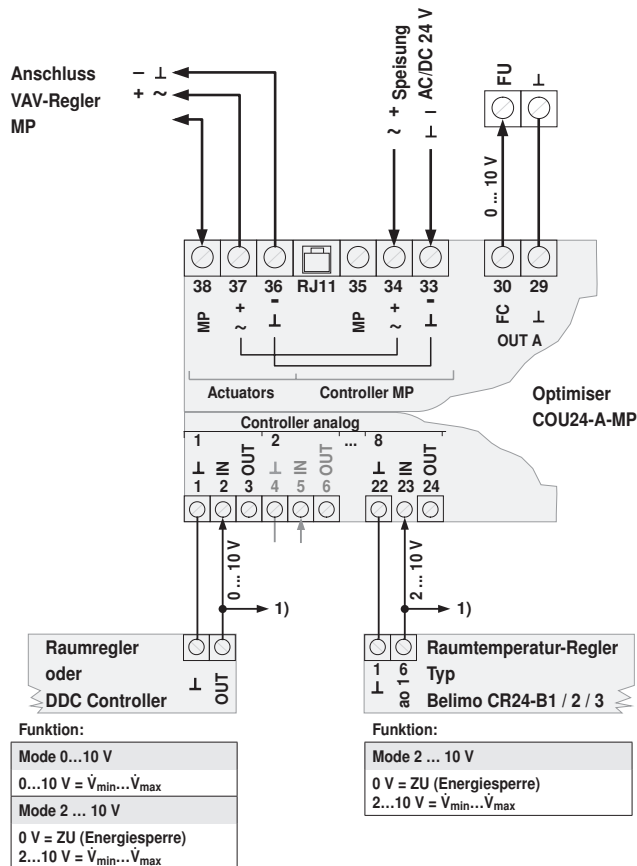 Anschluss
VAV-Regler
MP
– ⊥
+ ~
~ + Speisung
⊥ – AC/DC 24 V
FU ⊥
0 ... 10 V
38 37 36 RJ11 35 34 33 30 29
MP ~ + ⊥ - MP ~ + ⊥ - FC ⊥
OUT A
Actuators Controller MP
Optimiser
COU24-A-MP
Controller analog
1 2 ... 8
⊥ IN OUT ⊥ IN OUT ⊥ IN OUT
1 2 3 4 5 6 22 23 24
0 ... 10 V
2 ... 10 V
1)
1)
Raumregler
oder
DDC Controller
⊥ OUT
1 6
⊥ ao 1
Raumtemperatur-Regler
Typ
Belimo CR24-B1 / 2 / 3
Funktion:
Mode 0...10 V
0...10 V = V̇min...V̇max
Mode 2 ... 10 V
0 V = ZU (Energiesperre)
2...10 V = V̇min...V̇max
Funktion:
Mode 2 ... 10 V
0 V = ZU (Energiesperre)
2...10 V = V̇min...V̇max